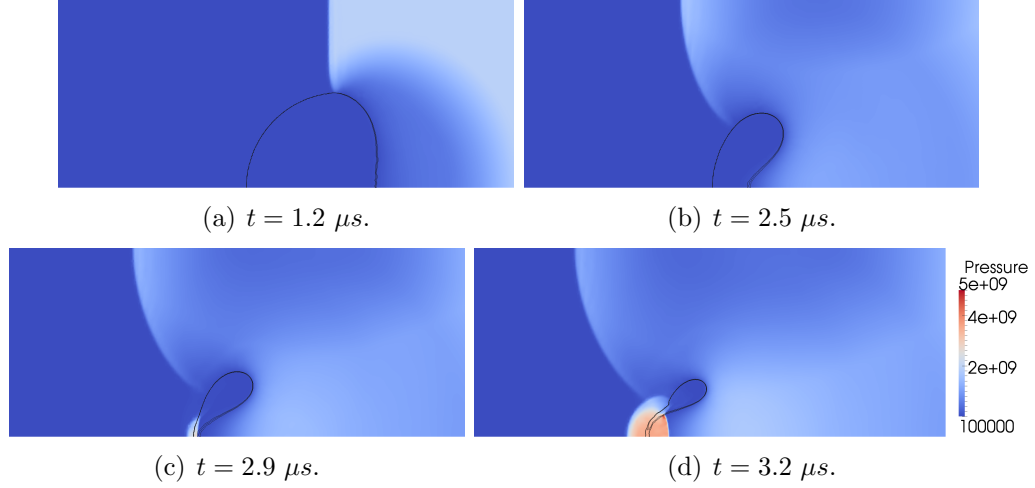 (a) t = 1.2 μs.
(b) t = 2.5 μs.
Pressure
5e+09
4e+09
2e+09
100000
(c) t = 2.9 μs.
(d) t = 3.2 μs.